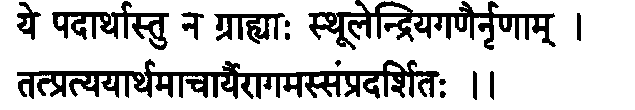 ये पदार्थास्तु न ग्राह्याः स्थूलेन्द्रियगणैर्नृणाम् ।
तत्प्रत्ययार्थमाचार्यैरागमस्संप्रदर्शितः ।।